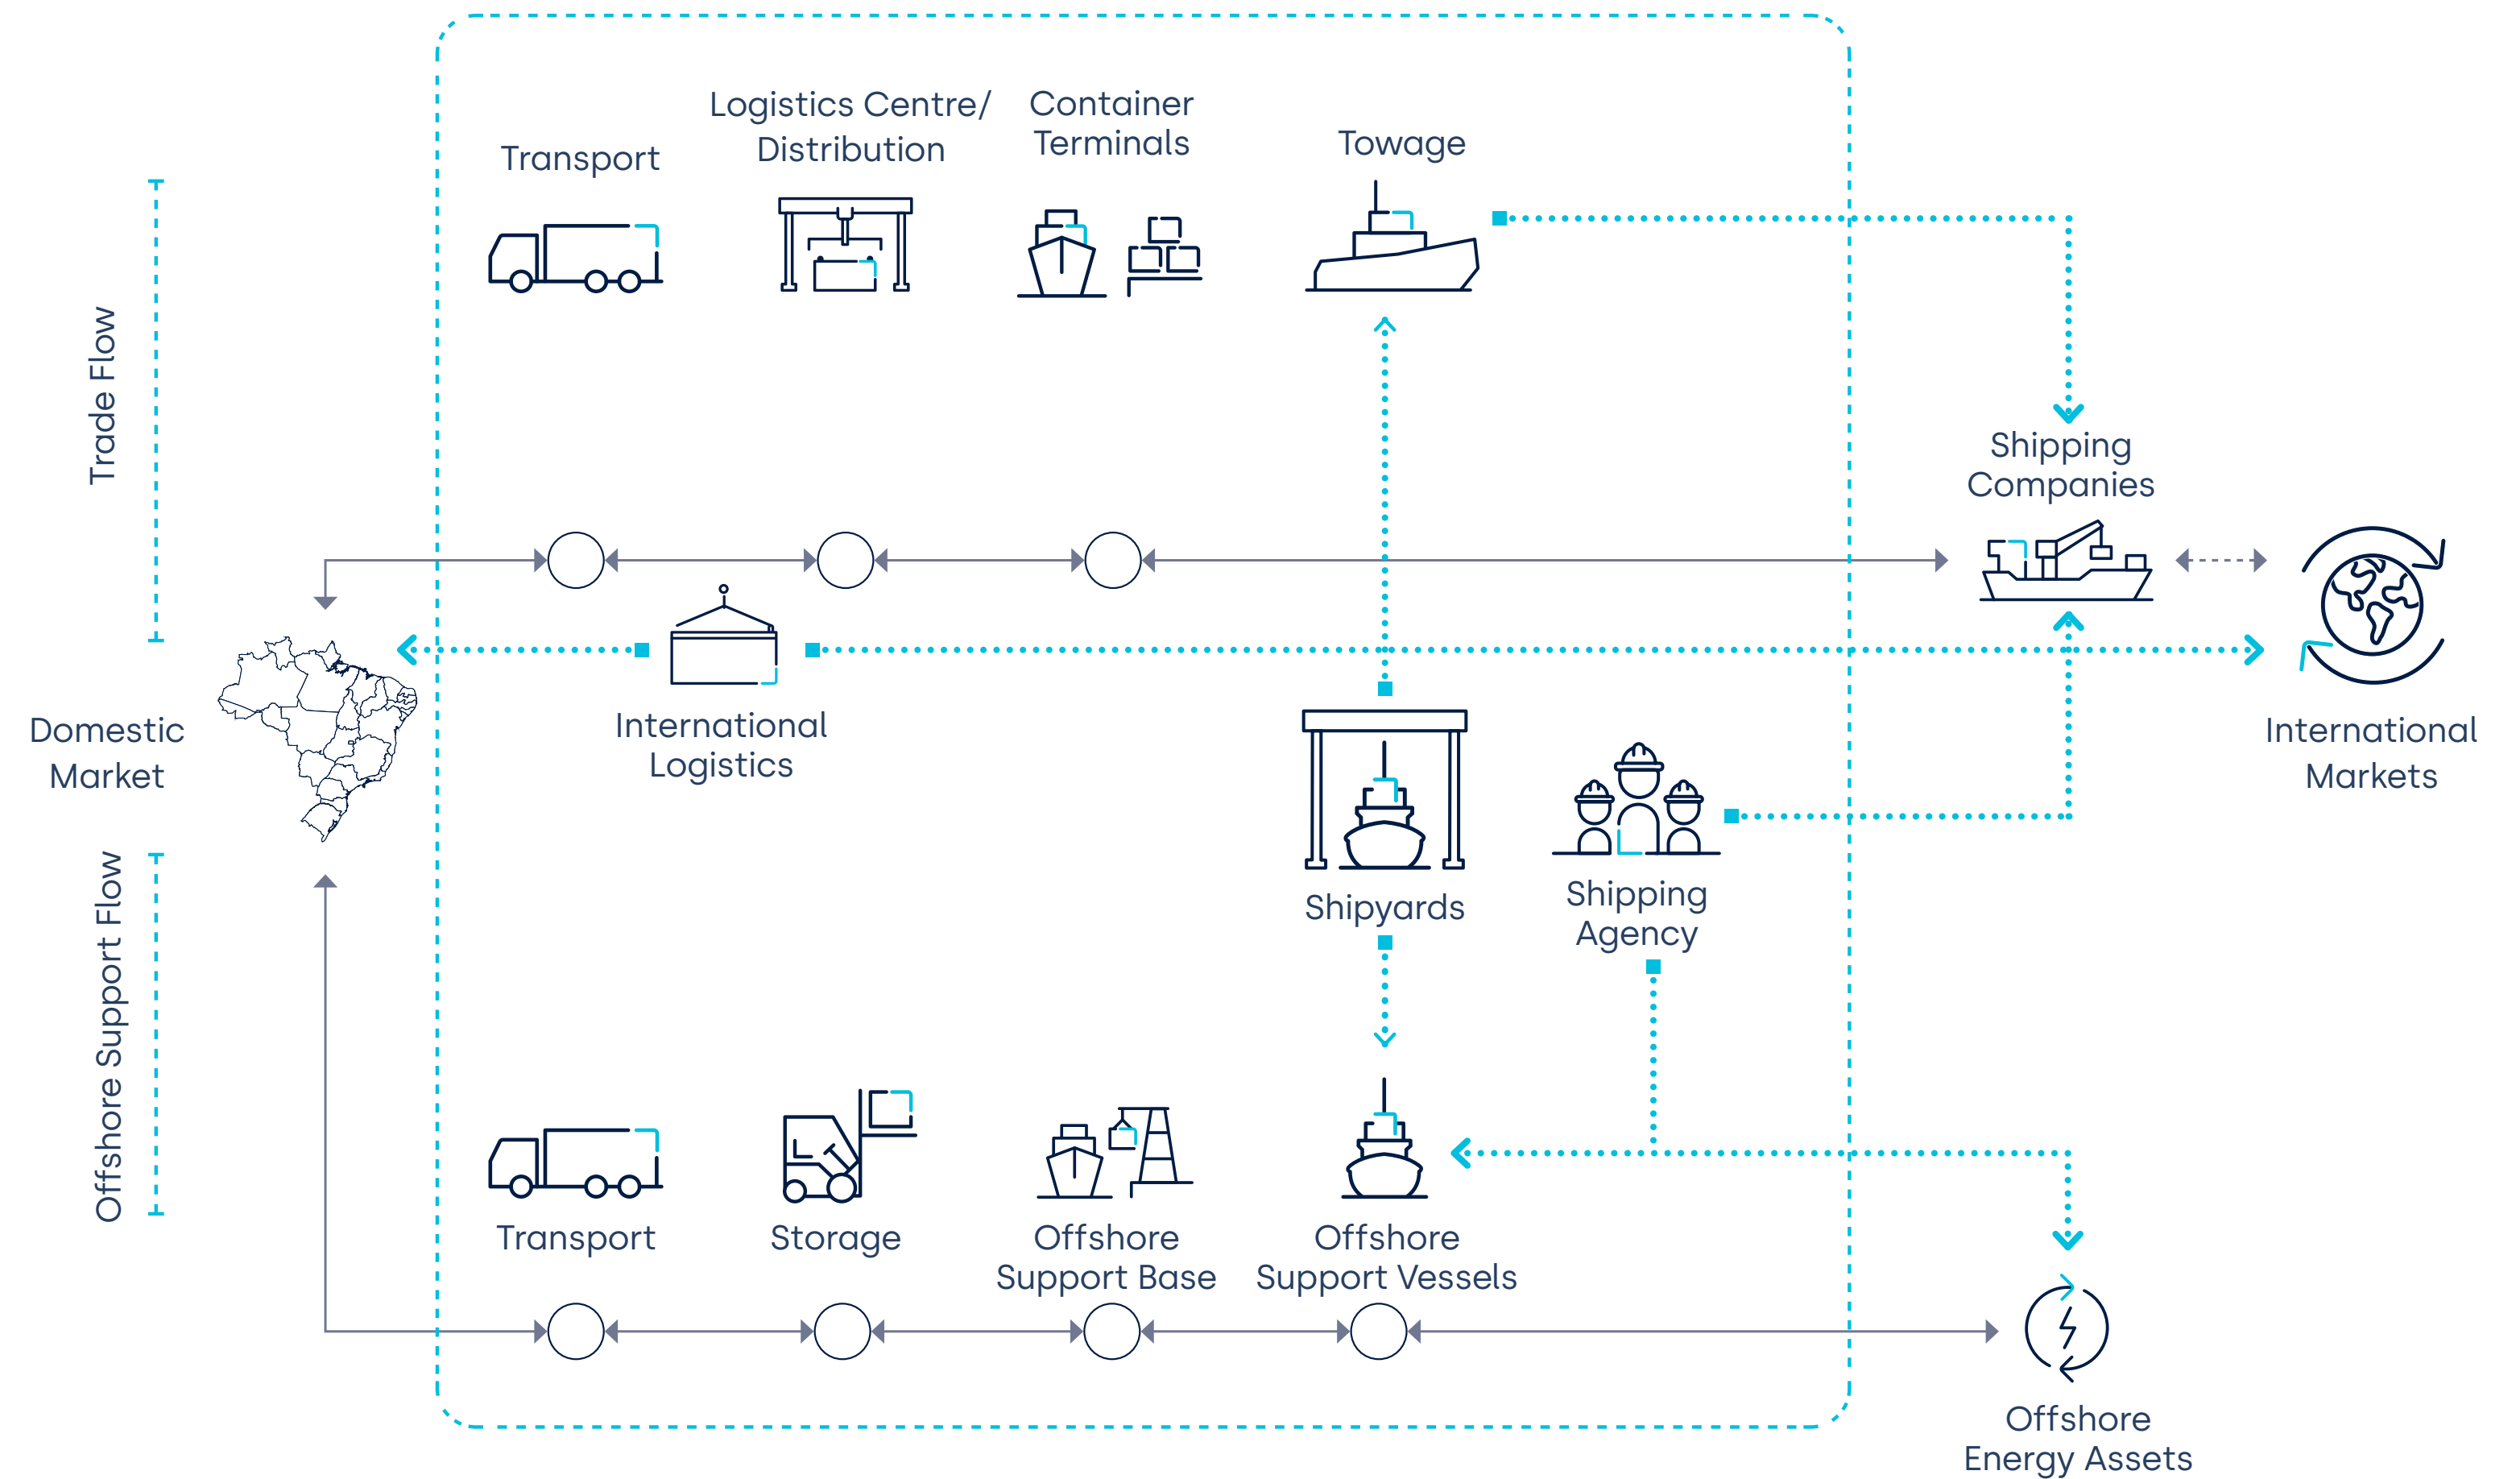 Logistics Centre/
Distribution
Container
Terminals
Transport
Towage
Trade Flow
Shipping
Companies
International
Logistics
Domestic
Market
International
Markets
Shipyards
Shipping
Agency
Offshore Support Flow
Transport
Storage
Offshore
Support Base
Offshore
Support Vessels
Offshore
Energy Assets